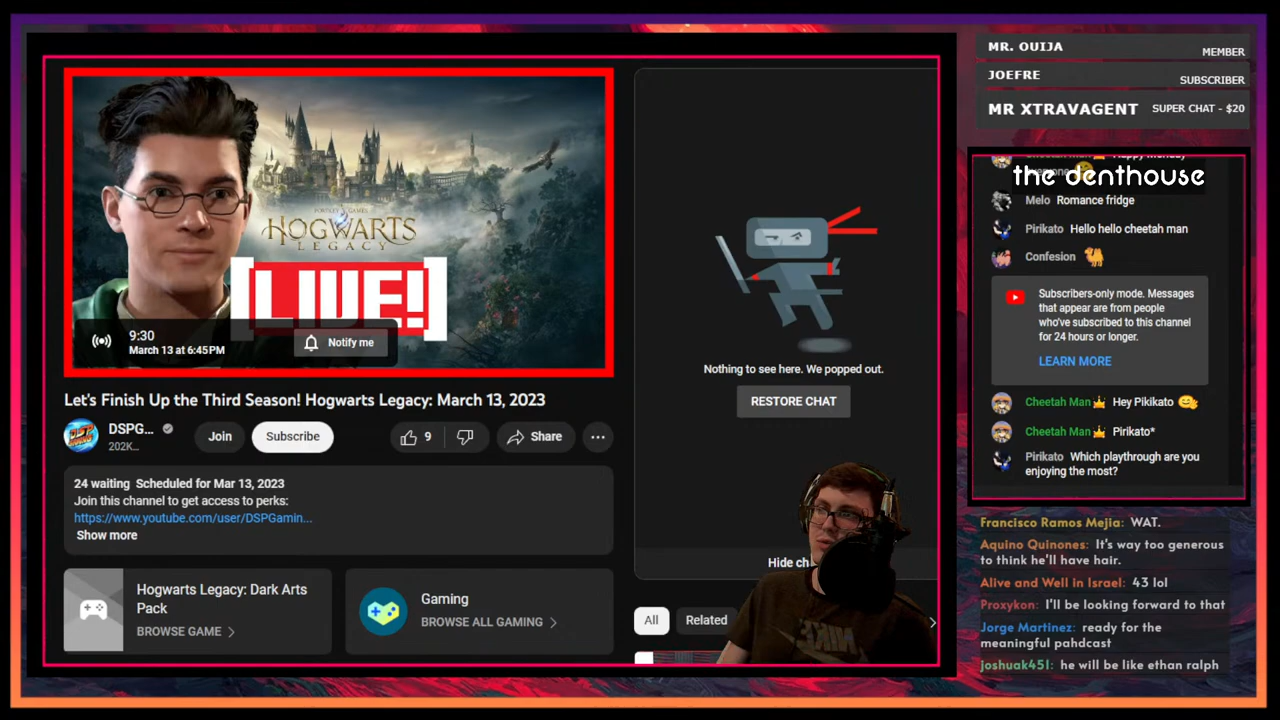 HOGWARTS
LEGACY
LIVE!
9:30
March 13 at 6:45PM
Notify me
Let's Finish Up the Third Season! Hogwarts Legacy: March 13, 2023
DSPG...
202K...
Join
Subscribe
9
Share
24 waiting Scheduled for Mar 13, 2023
Join this channel to get access to perks:
https://www.youtube.com/user/DSPGamin...
Show more
Hogwarts Legacy: Dark Arts
Pack
BROWSE GAME
Gaming
BROWSE ALL GAMING
Nothing to see here. We popped out.
RESTORE CHAT
Hide ch
All
Related
MR. OUIJA
MEMBER
JOEFRE
SUBSCRIBER
MR XTRAVAGENT
SUPER CHAT - $20
the denthouse
Melo Romance fridge
Pirikato Hello hello cheetah man
Confesion
Subscribers-only mode. Messages
that appear are from people
who've subscribed to this channel
for 24 hours or longer.
LEARN MORE
Cheetah Man Hey Pikikato
Cheetah Man Pirikato*
Pirikato Which playthrough are you
enjoying the most?
Francisco Ramos Mejia: WAT.
Aquino Quinones: It's way too generous
to think he'll have hair.
Alive and Well in Israel: 43 lol
Proxykon: I'll be looking forward to that
Jorge Martinez: ready for the
meaningful pahdcast
joshuak451: he will be like ethan ralph